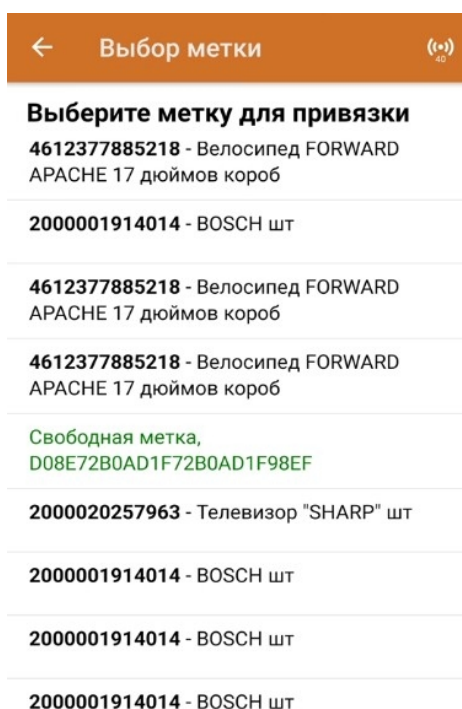 Выбор метки
40
Выберите метку для привязки
4612377885218 - Велосипед FORWARD
APACHE 17 дюймов короб
2000001914014 - BOSCH шт
4612377885218 - Велосипед FORWARD
APACHE 17 дюймов короб
4612377885218 - Велосипед FORWARD
APACHE 17 дюймов короб
Свободная метка,
D08E72B0AD1F72B0AD1F98EF
2000020257963 - Телевизор "SHARP" шт
2000001914014 - BOSCH шт
2000001914014 - BOSCH шт
2000001914014 - BOSCH шт